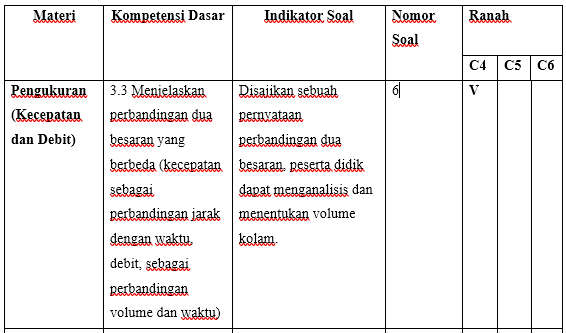 Materi Kompetensi Dasar Indikator Soal Nomor Soal Ranah
C4 C5 C6
Pengukuran
(Kecepatan
dan Debit)
3.3 Menjelaskan
perbandingan dua
besaran yang
berbeda (kecepatan
sebagai
perbandingan jarak
dengan waktu,
debit, sebagai
perbandingan
volume dan waktu)
Disajikan sebuah
pernyataan
perbandingan dua
besaran, peserta didik
dapat menganalisis dan
menentukan volume
kolam.
6
V